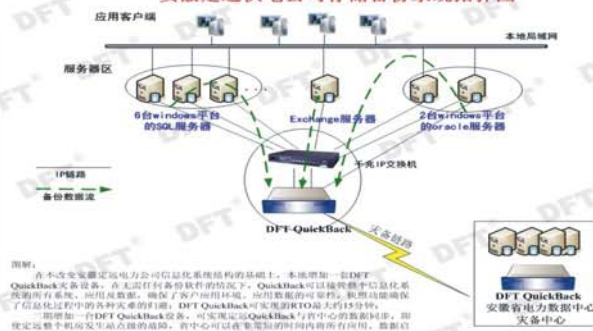 应用客户端
本地局域网
服务器区
6台windows平台
的SQL服务器
Exchange服务器
2台windows平台
的oracle服务器
千兆IP交换机
IP链路
备份数据流
DFT QuickBack
灾备链路
DFT QuickBack
安徽省电力数据中心
灾备中心
图解:
在不改变安徽定远电力公司信息化系统结构的基础上,本地增加一套DFT
QuickBack灾备设备,在无需任何备份软件的情况下,QuickBack可以接管整个信息化系
统的所有系统、应用及数据,确保了客户应用环境、应用数据的可靠性,快照功能确保
了信息化过程中的各种灾难的归避;DFT QuickBack可实现的RTO最大约15分钟;
二期增加一台DFT QuickBack设备,可实现定远QuickBack与省中心的数据同步,即
使定远整个机房发生站点级的故障,省中心可以在非常短的时间内将所有应用、数据启